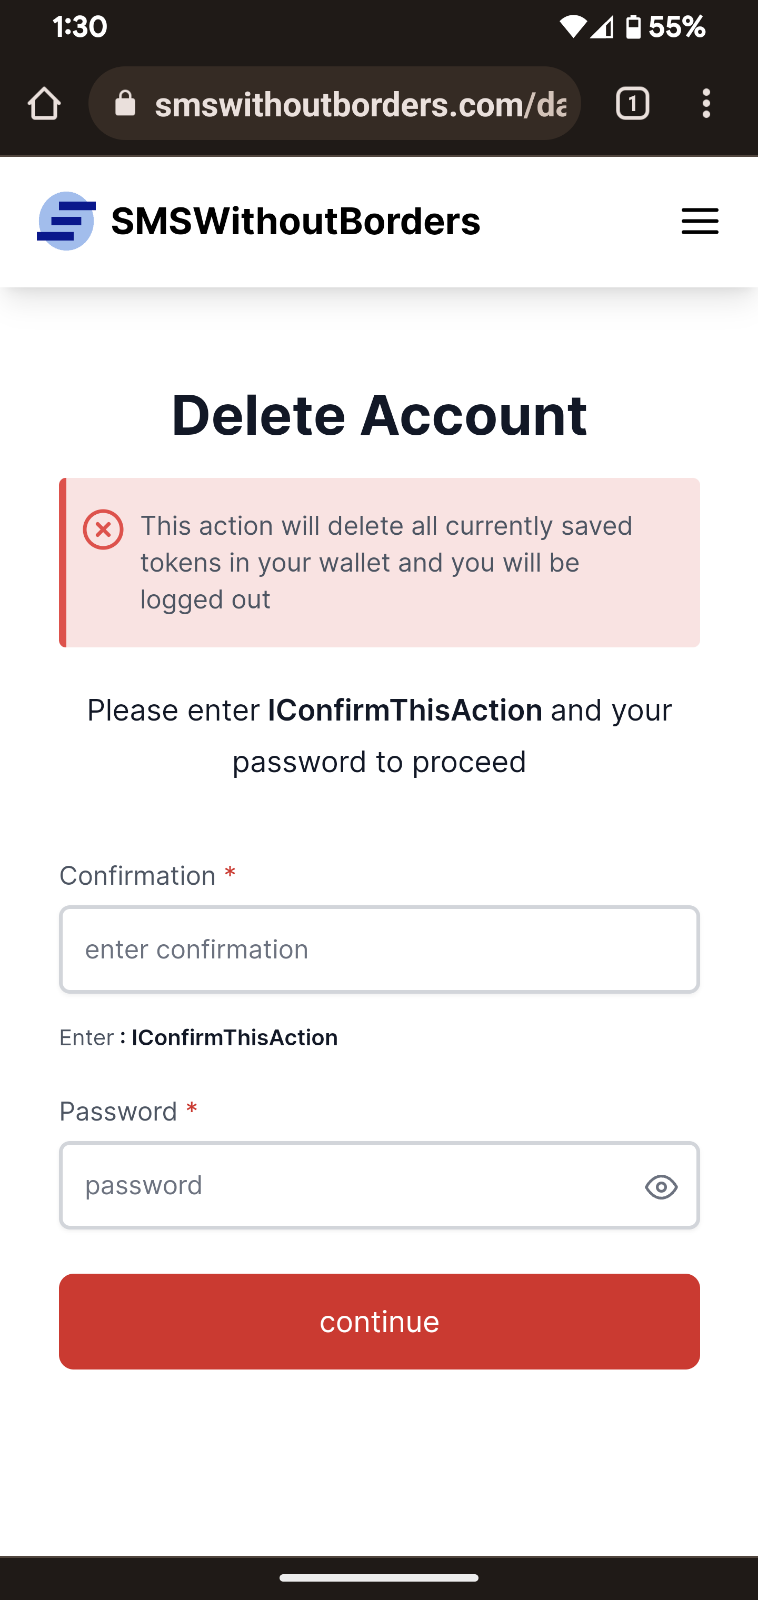 1:30 55%
smswithoutborders.com/da 1
SMSWithoutBorders
Delete Account
This action will delete all currently saved
tokens in your wallet and you will be
logged out
Please enter IConfirmThisAction and your
password to proceed
Confirmation *
enter confirmation
Enter : IConfirmThisAction
Password *
password
continue